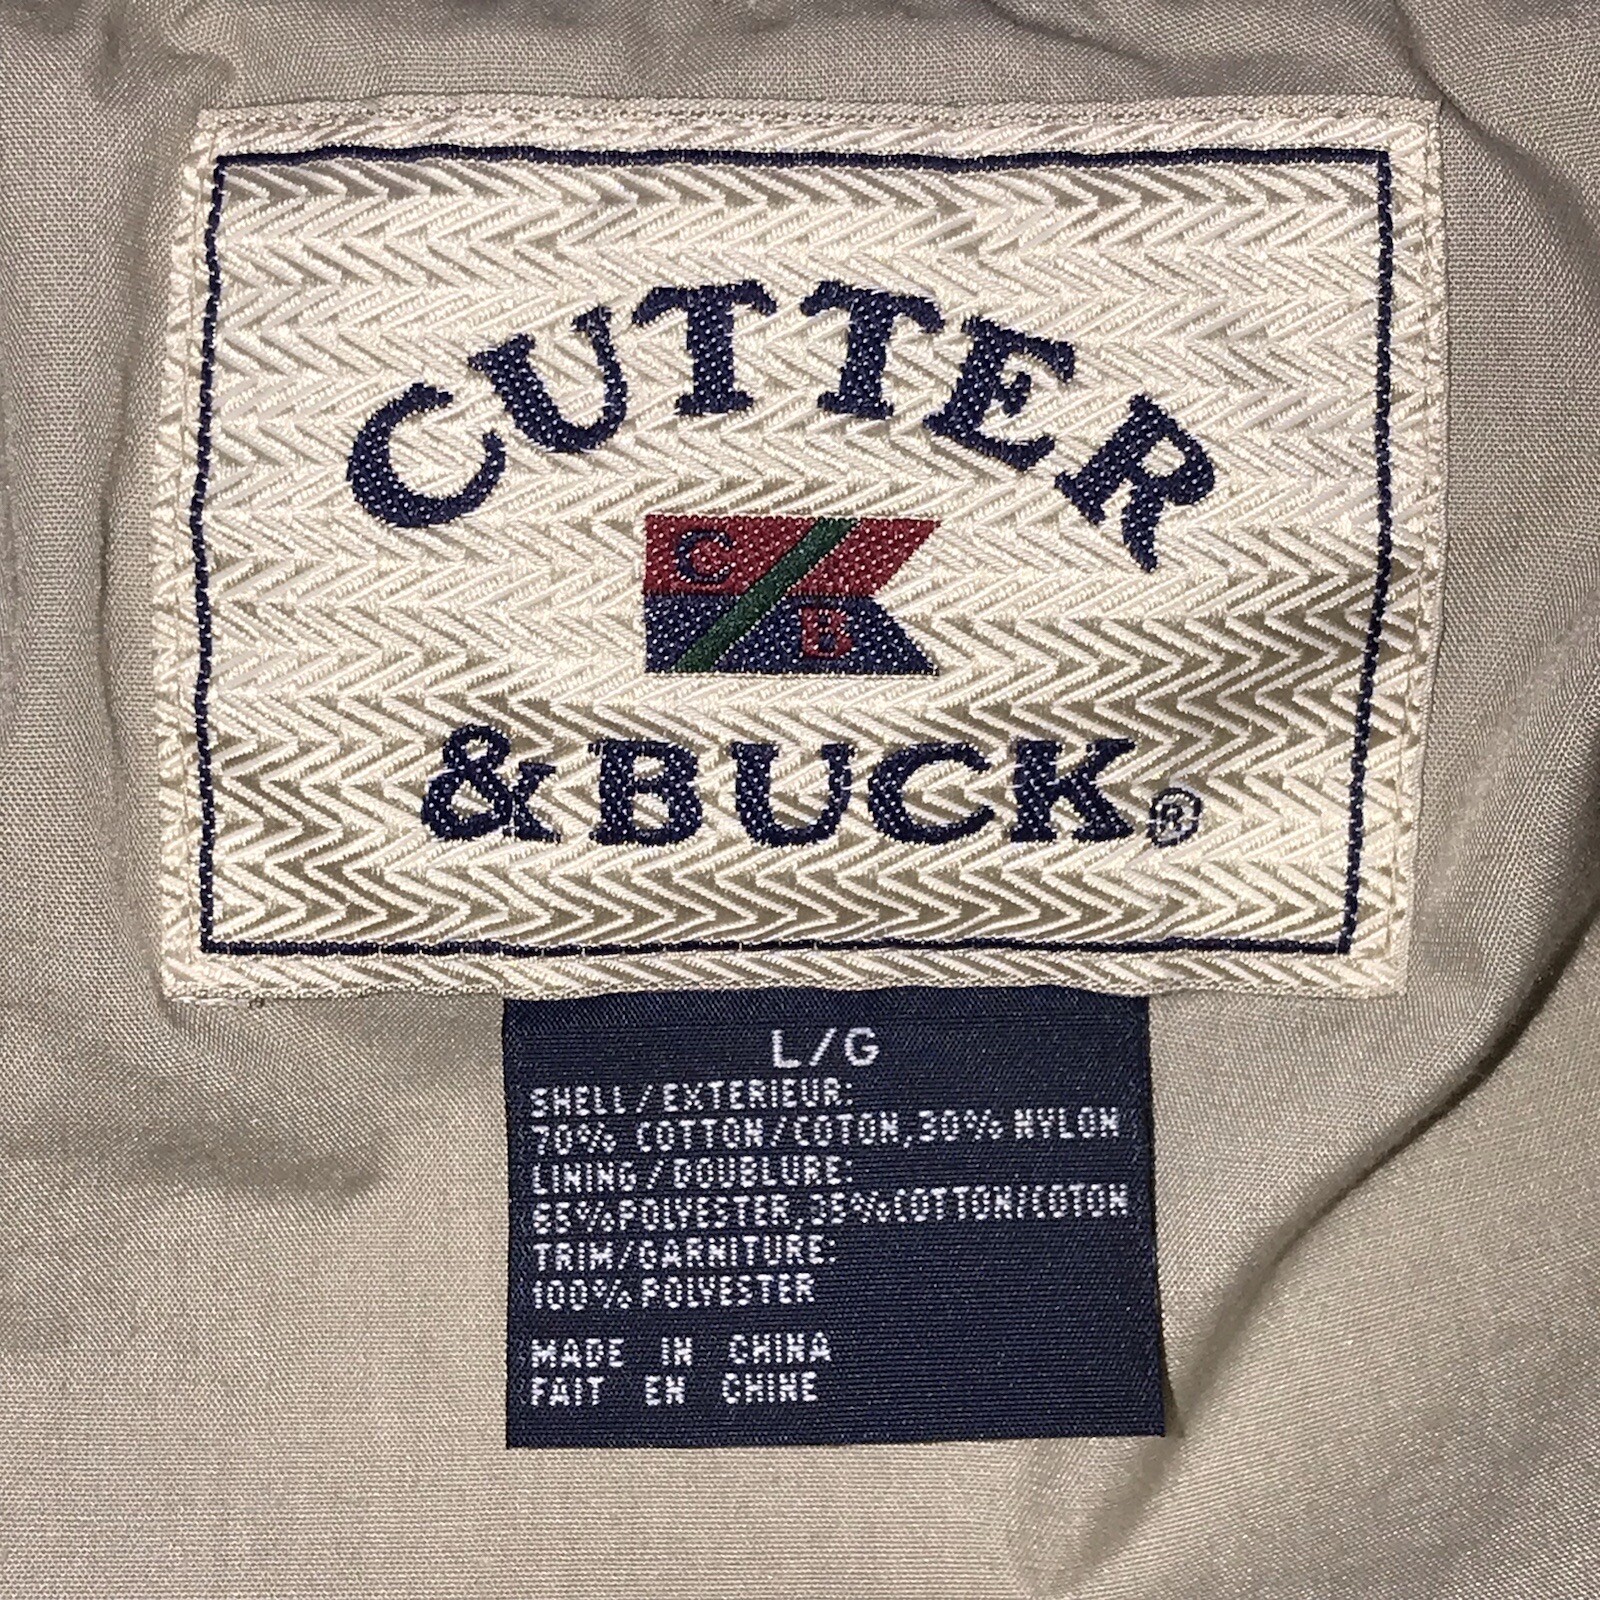 CUTTER
C
B
& BUCK®
L/G
SHELL/EXTERIEUR:
70% COTTON/COTON,30% NYLON
LINING/DOUBLURE:
65%POLYESTER,35%COTTON/COTON
TRIM/GARNITURE:
100% POLYESTER
MADE IN CHINA
FAIT EN CHINE